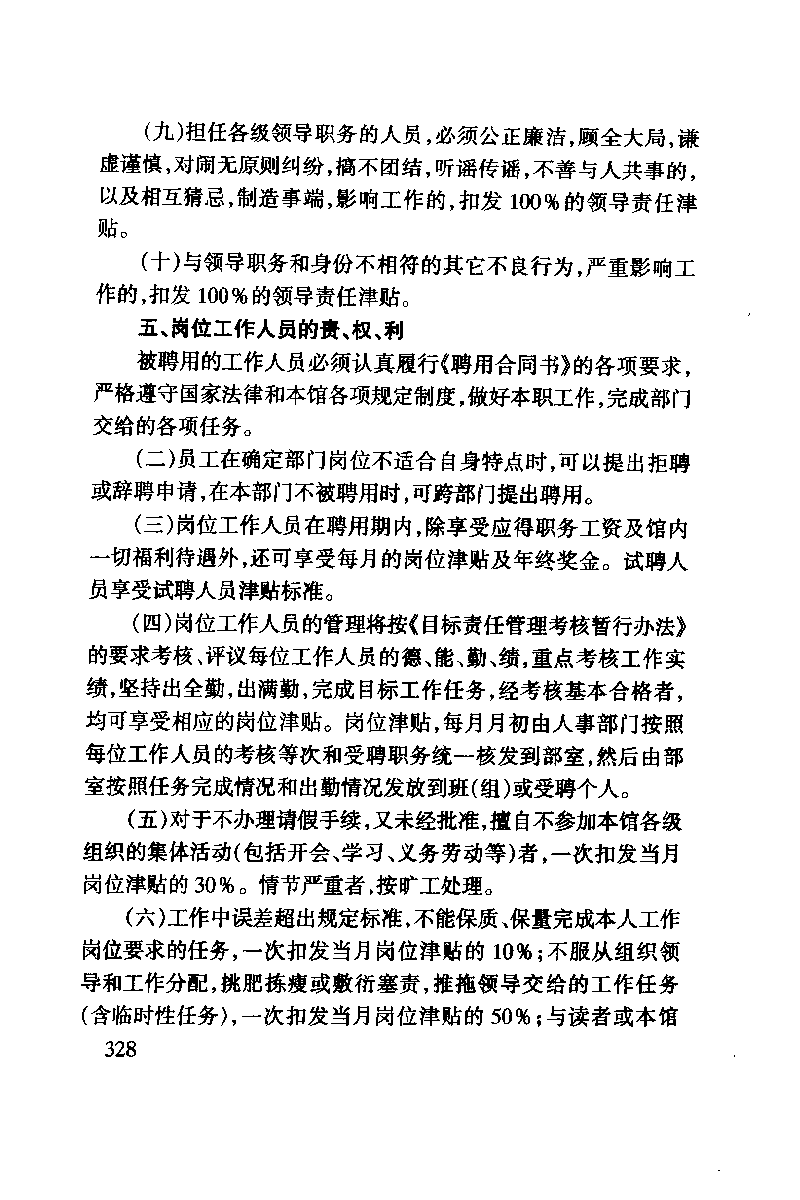 (九)担任各级领导职务的人员,必须公正廉洁,顾全大局,谦
虚谨慎,对闹无原则纠纷,搞不团结,听谣传谣,不善与人共事的,
以及相互猜忌,制造事端,影响工作的,扣发 100%的领导责任津
贴。
(十)与领导职务和身份不相符的其它不良行为,严重影响工
作的,扣发 100%的领导责任津贴。
五、岗位工作人员的责、权、利
被聘用的工作人员必须认真履行《聘用合同书》的各项要求,
严格遵守国家法律和本馆各项规定制度,做好本职工作,完成部门
交给的各项任务。
(二)员工在确定部门岗位不适合自身特点时,可以提出拒聘
或辞聘申请,在本部门不被聘用时,可跨部门提出聘用。
(三)岗位工作人员在聘用期内,除享受应得职务工资及馆内
一切福利待遇外,还可享受每月的岗位津贴及年终奖金。试聘人
员享受试聘人员津贴标准。
(四)岗位工作人员的管理将按《目标责任管理考核暂行办法》
的要求考核、评议每位工作人员的德、能、勤、绩,重点考核工作实
绩,坚持出全勤,出满勤,完成目标工作任务,经考核基本合格者,
均可享受相应的岗位津贴。岗位津贴,每月月初由人事部门按照
每位工作人员的考核等次和受聘职务统一核发到部室,然后由部
室按照任务完成情况和出勤情况发放到班(组)或受聘个人。
(五)对于不办理请假手续,又未经批准,擅自不参加本馆各级
组织的集体活动(包括开会、学习、义务劳动等)者,一次扣发当月
岗位津贴的 30%。情节严重者,按旷工处理。
(六)工作中误差超出规定标准,不能保质、保量完成本人工作
岗位要求的任务,一次扣发当月岗位津贴的 10%;不服从组织领
导和工作分配,挑肥拣瘦或敷衍塞责,推拖领导交给的工作任务
(含临时性任务),一次扣发当月岗位津贴的 50%;与读者或本馆
328